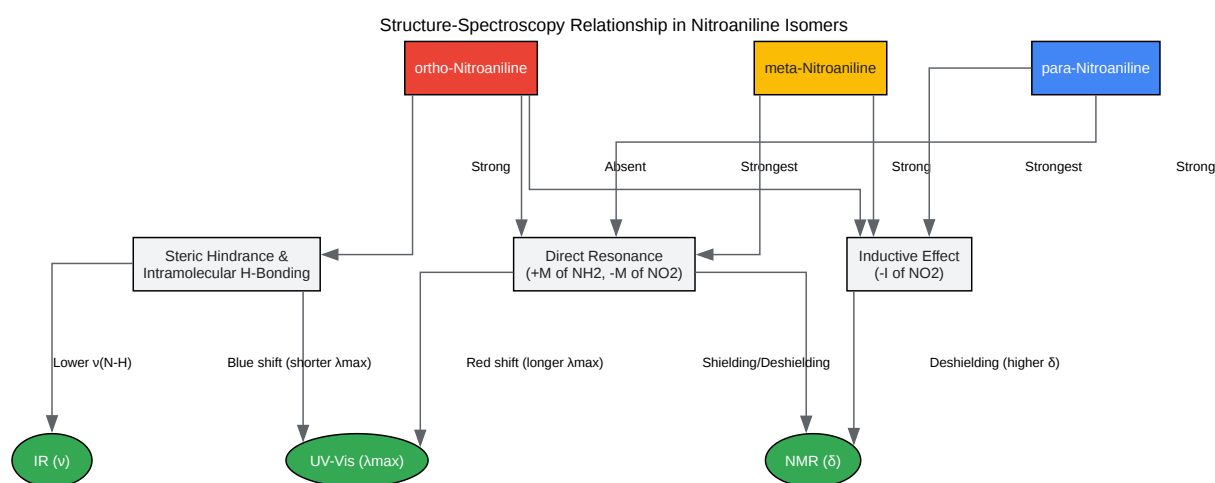 Structure-Spectroscopy Relationship in Nitroaniline Isomers
ortho-Nitroaniline
meta-Nitroaniline
para-Nitroaniline
Strong
Absent
Strongest
Strong
Strongest
Strong
Steric Hindrance &
Intramolecular H-Bonding
Direct Resonance
(+M of NH2, -M of NO2)
Inductive Effect
(-I of NO2)
Lower ν(N-H)
Blue shift (shorter λmax)
Red shift (longer λmax)
Shielding/Deshielding
Deshielding (higher δ)
IR (ν)
UV-Vis (λmax)
NMR (δ)